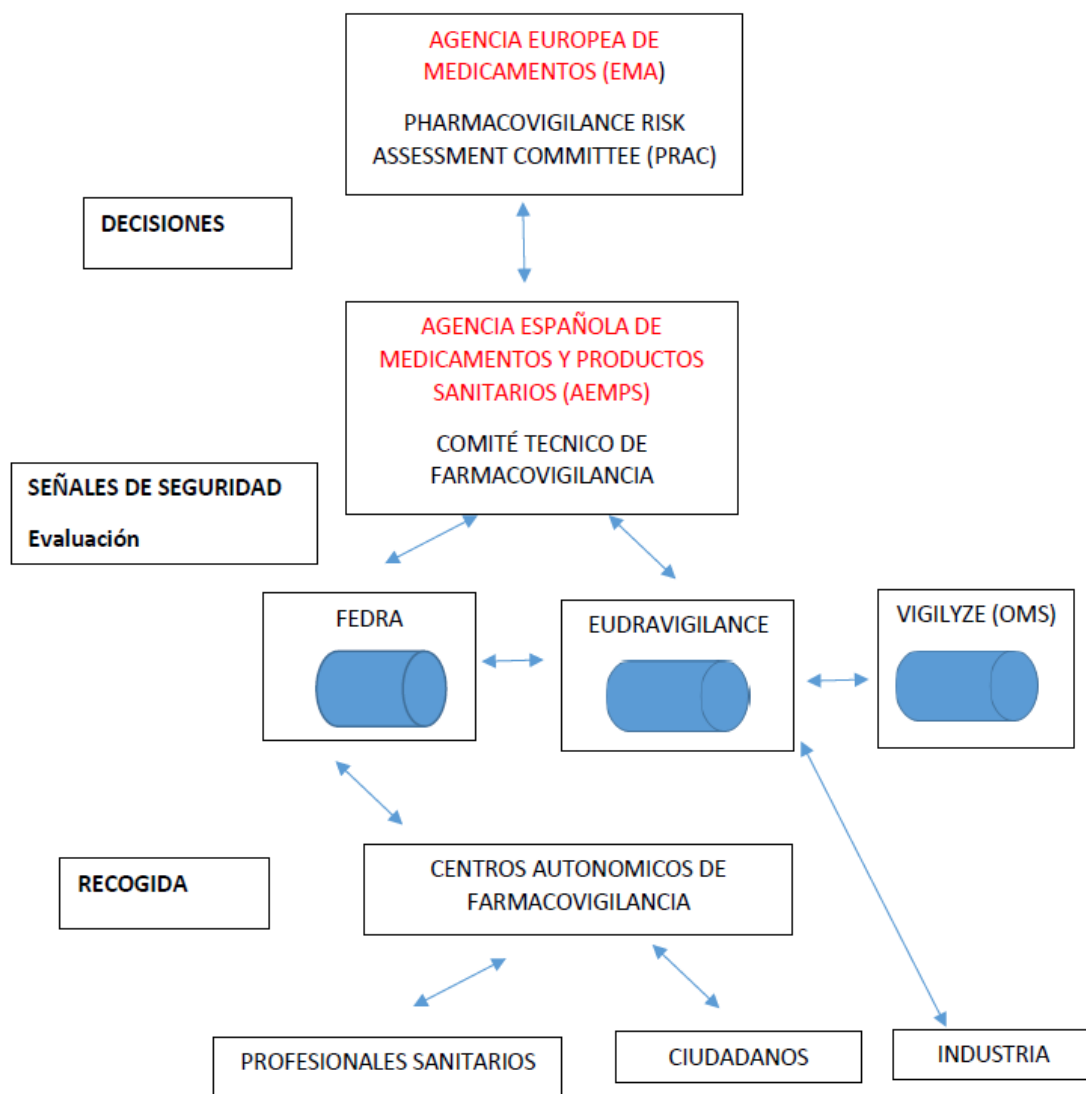 AGENCIA EUROPEA DE
MEDICAMENTOS (EMA)
PHARMACOVIGILANCE RISK
ASSESSMENT COMMITTEE (PRAC)
DECISIONES
AGENCIA ESPAÑOLA DE
MEDICAMENTOS Y PRODUCTOS
SANITARIOS (AEMPS)
COMITÉ TECNICO DE
FARMACOVIGILANCIA
SEÑALES DE SEGURIDAD
Evaluación
FEDRA
EUDRAVIGILANCE
VIGILYZE (OMS)
RECOGIDA
CENTROS AUTONOMICOS DE
FARMACOVIGILANCIA
PROFESIONALES SANITARIOS
CIUDADANOS
INDUSTRIA